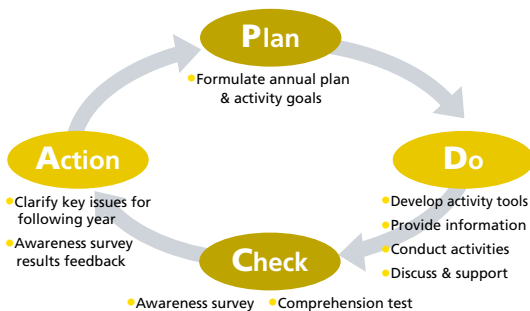 Plan
•Formulate annual plan
& activity goals
Action
•Clarify key issues for
following year
•Awareness survey
results feedback
Do
•Develop activity tools
•Provide information
•Conduct activities
•Discuss & support
Check
•Awareness survey •Comprehension test